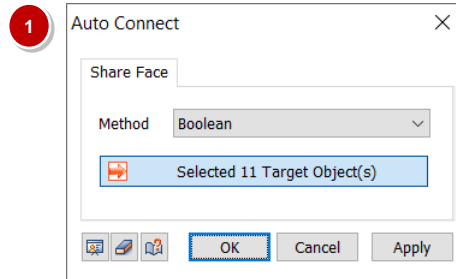 1
Auto Connect
Share Face
Method Boolean
Selected 11 Target Object(s)
OK Cancel Apply